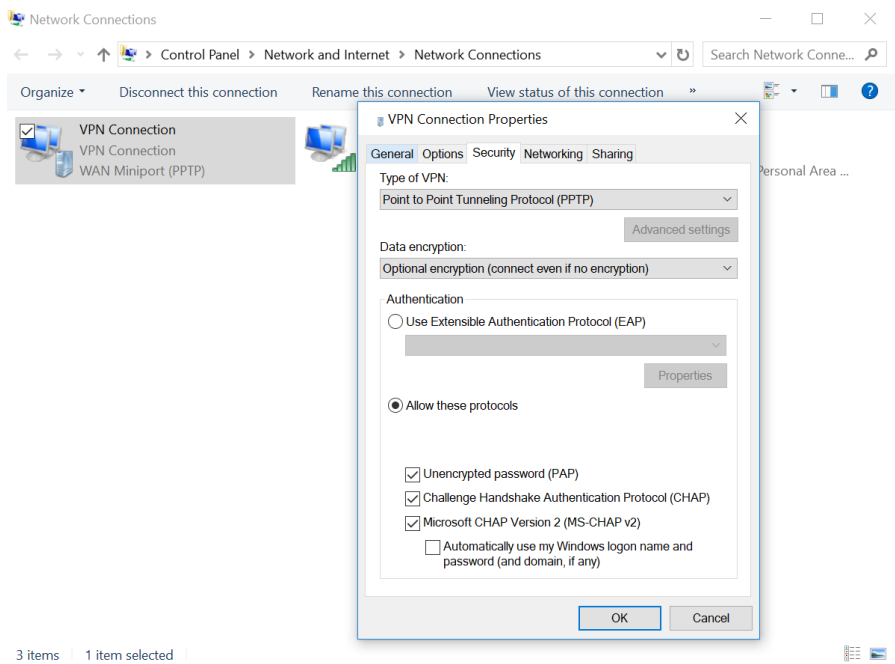 Network Connections
Control Panel > Network and Internet > Network Connections
Search Network Conne...
Organize
Disconnect this connection
Rename this connection
View status of this connection
»
VPN Connection
VPN Connection
WAN Miniport (PPTP)
Personal Area ...
VPN Connection Properties
General
Options
Security
Networking
Sharing
Type of VPN:
Point to Point Tunneling Protocol (PPTP)
Advanced settings
Data encryption:
Optional encryption (connect even if no encryption)
Authentication
Use Extensible Authentication Protocol (EAP)
Properties
Allow these protocols
Unencrypted password (PAP)
Challenge Handshake Authentication Protocol (CHAP)
Microsoft CHAP Version 2 (MS-CHAP v2)
Automatically use my Windows logon name and
password (and domain, if any)
OK
Cancel
3 items
1 item selected